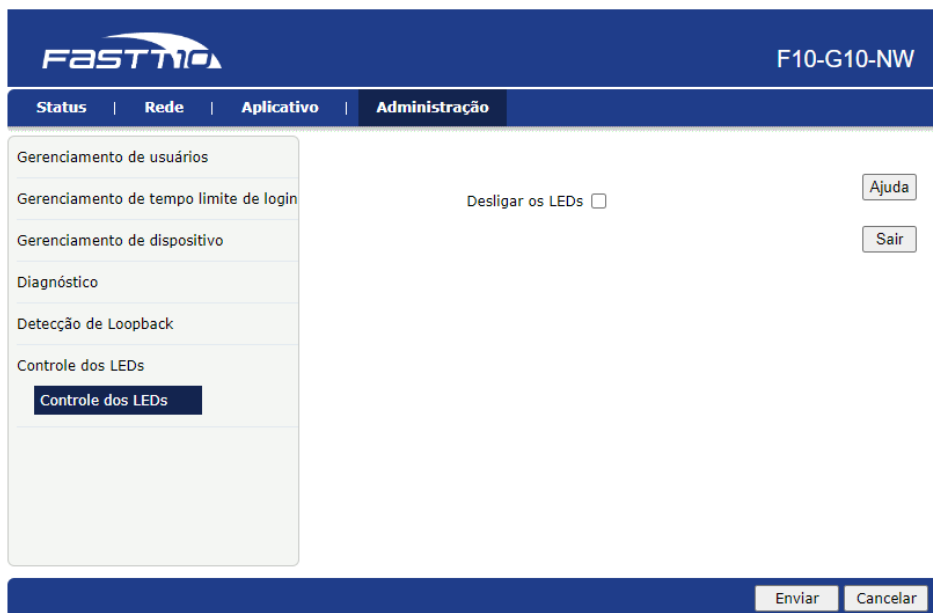 FASTT10
F10-G10-NW
Status | Rede | Aplicativo | Administração
Gerenciamento de usuários
Gerenciamento de tempo limite de login
Gerenciamento de dispositivo
Diagnóstico
Detecção de Loopback
Controle dos LEDs
Controle dos LEDs
Desligar os LEDs
Ajuda
Sair
Enviar
Cancelar